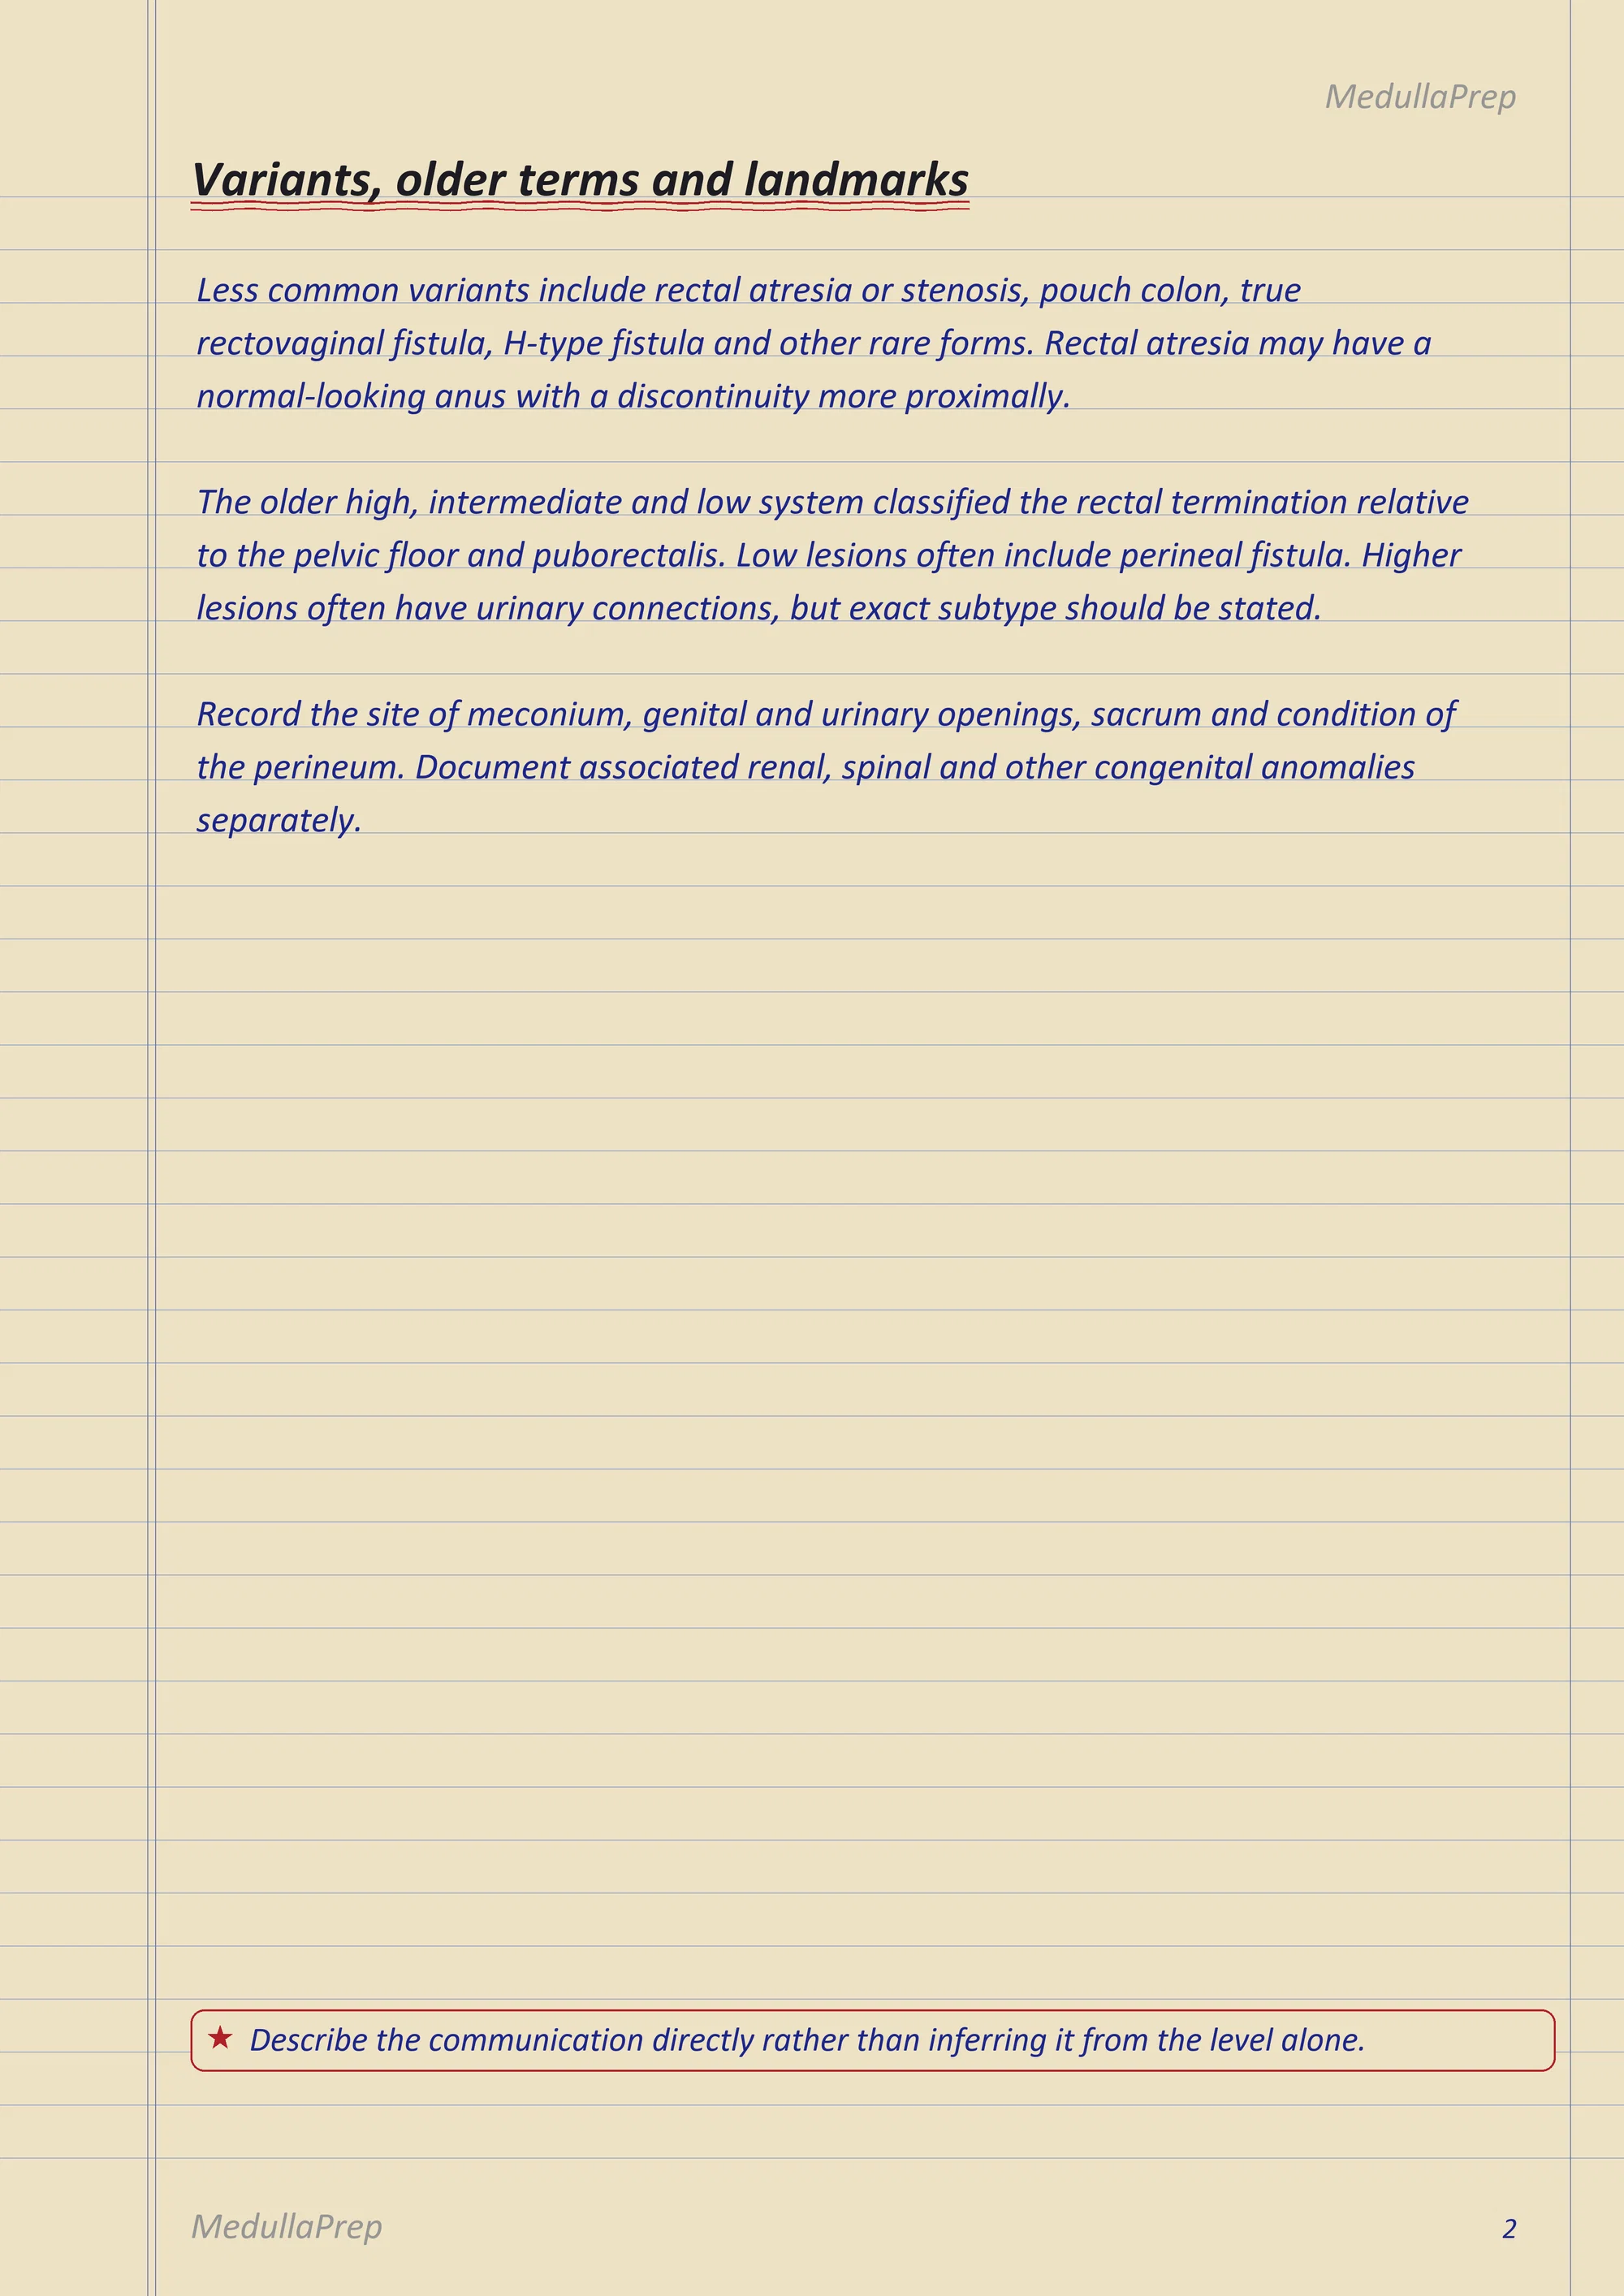 MedullaPrep
Variants, older terms and landmarks
Less common variants include rectal atresia or stenosis, pouch colon, true
rectovaginal fistula, H-type fistula and other rare forms. Rectal atresia may have a
normal-looking anus with a discontinuity more proximally.
The older high, intermediate and low system classified the rectal termination relative
to the pelvic floor and puborectalis. Low lesions often include perineal fistula. Higher
lesions often have urinary connections, but exact subtype should be stated.
Record the site of meconium, genital and urinary openings, sacrum and condition of
the perineum. Document associated renal, spinal and other congenital anomalies
separately.
★ Describe the communication directly rather than inferring it from the level alone.
MedullaPrep
2